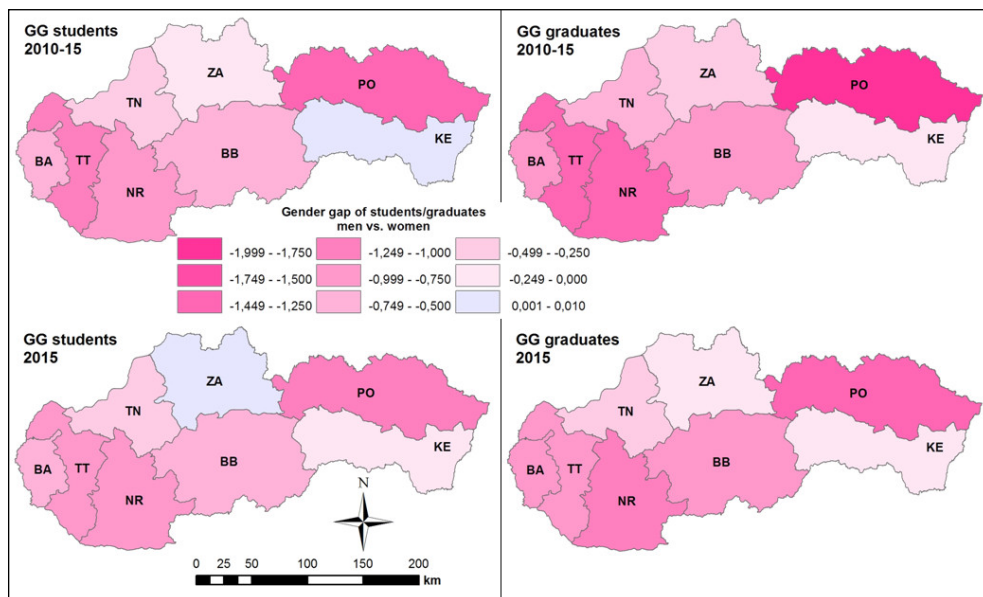 GG students
2010-15
ZA
PO
TN
KE
BA
TT
BB
NR
GG graduates
2010-15
ZA
PO
TN
KE
BA
TT
BB
NR
Gender gap of students/graduates
men vs. women
-1,999 - -1,750
-1,249 - -1,000
-0,499 - -0,250
-1,749 - -1,500
-0,999 - -0,750
-0,249 - 0,000
-1,449 - -1,250
-0,749 - -0,500
0,001 - 0,010
GG students
2015
ZA
PO
TN
KE
BA
TT
BB
NR
N
0 25 50 100 150 200
km
GG graduates
2015
ZA
PO
TN
KE
BA
TT
BB
NR